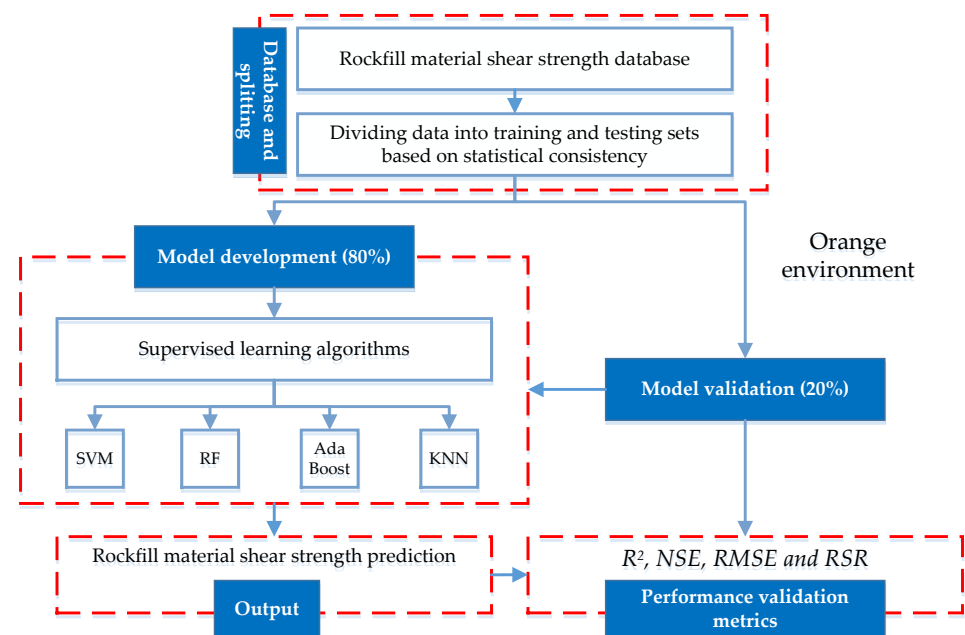 Database and
splitting
Rockfill material shear strength database
Dividing data into training and testing sets
based on statistical consistency
Model development (80%)
Orange
environment
Supervised learning algorithms
Model validation (20%)
SVM
RF
Ada
Boost
KNN
Rockfill material shear strength prediction
Output
R², NSE, RMSE and RSR
Performance validation
metrics